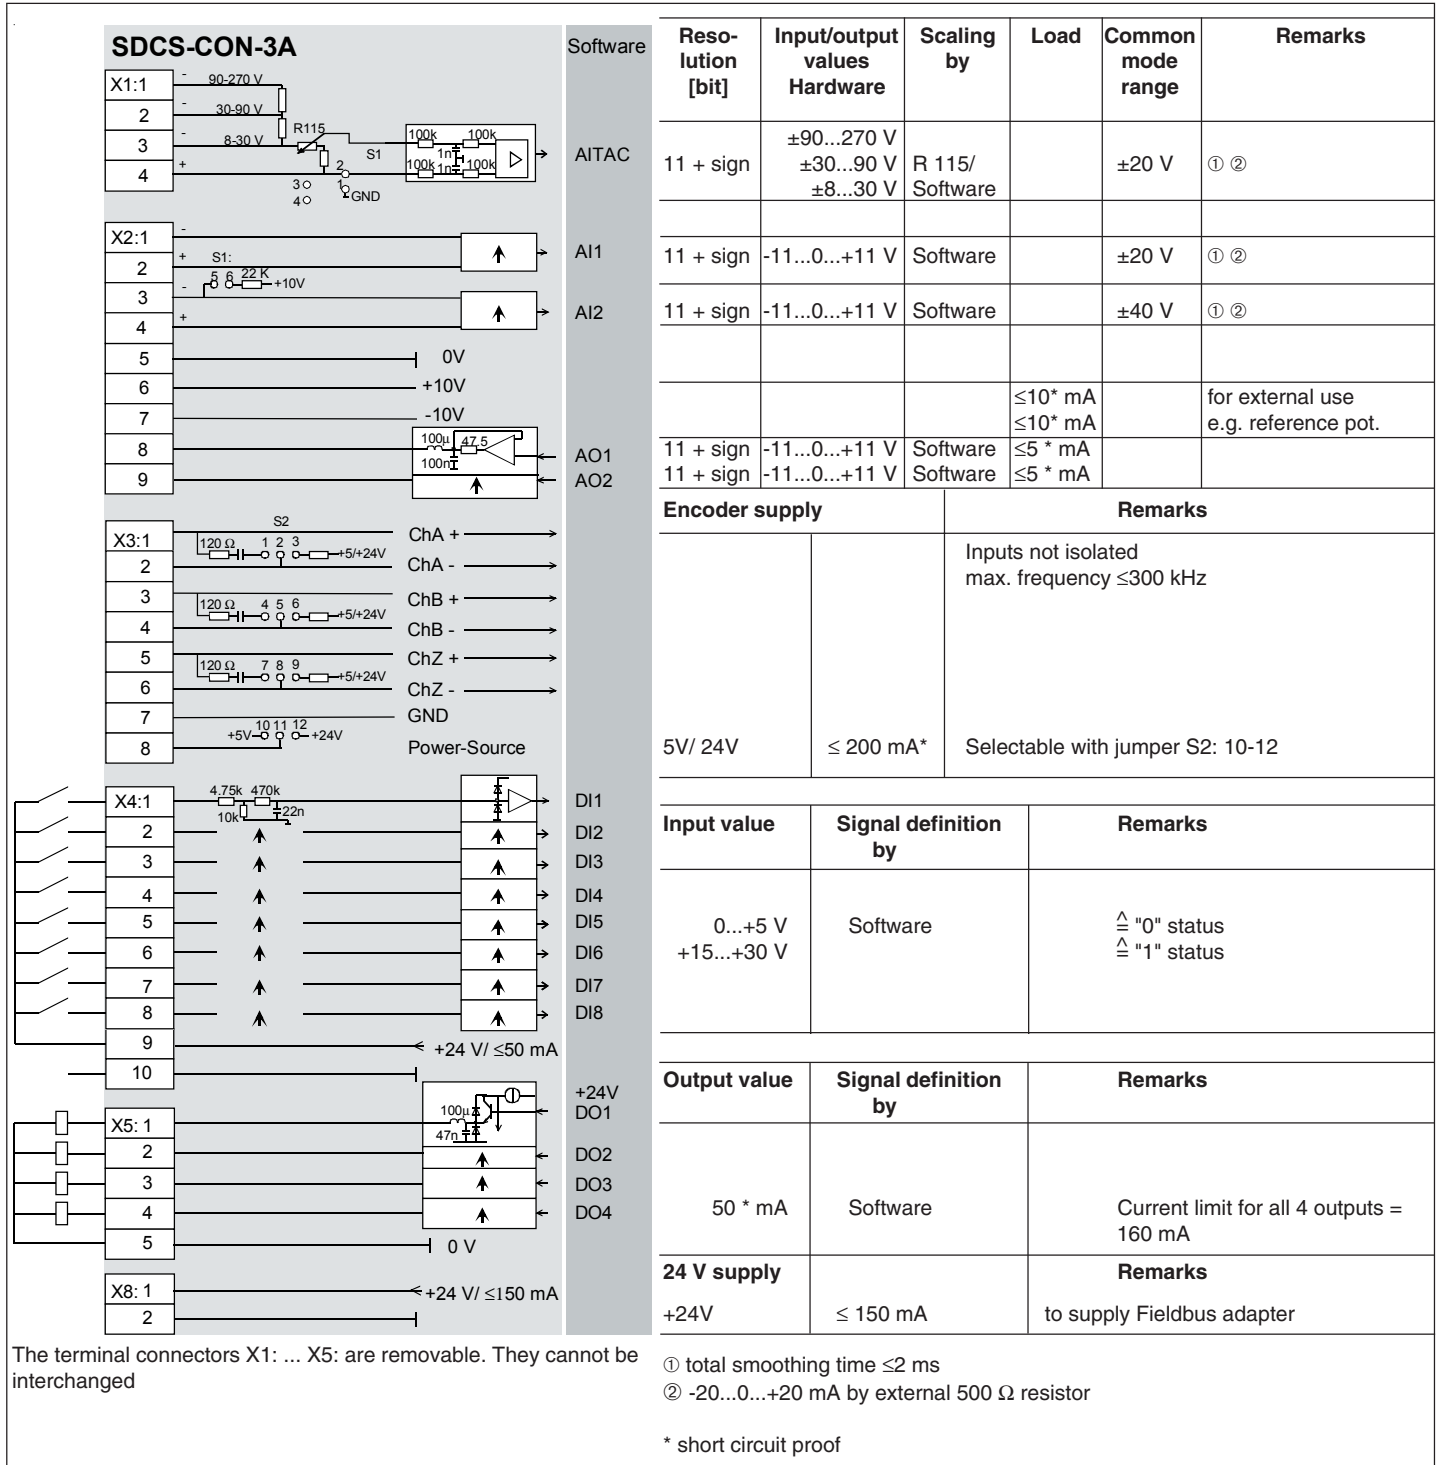 SDCS-CON-3A
Software
X1:1
2
3
4
-
-
-
+
90-270 V
30-90 V
8-30 V
R115
S1
2
1
3
4
GND
100k
100k
1n
1n
100k
100k
AITAC
X2:1
2
3
4
5
6
7
8
9
-
+
-
+
S1:
5 6
22 K
+10V
AI1
AI2
0V
+10V
-10V
100µ
47.5
100n
AO1
AO2
X3:1
2
3
4
5
6
7
8
S2
120 Ω
1 2 3
+5/+24V
ChA +
ChA -
120 Ω
4 5 6
+5/+24V
ChB +
ChB -
120 Ω
7 8 9
+5/+24V
ChZ +
ChZ -
GND
+5V
10 11 12
+24V
Power-Source
X4:1
2
3
4
5
6
7
8
9
10
4.75k
470k
10k
22n
DI1
DI2
DI3
DI4
DI5
DI6
DI7
DI8
+24 V/ ≤50 mA
X5: 1
2
3
4
5
100µ
47n
+24V
DO1
DO2
DO3
DO4
0 V
X8: 1
2
+24 V/ ≤150 mA
The terminal connectors X1: ... X5: are removable. They cannot be
interchanged
Reso- Input/output Scaling Load Common Remarks
lution values by mode
[bit] Hardware range
±90...270 V
11 + sign ±30...90 V R 115/ ±20 V ① ②
±8...30 V Software
11 + sign -11...0...+11 V Software ±20 V ① ②
11 + sign -11...0...+11 V Software ±40 V ① ②
≤10* mA for external use
≤10* mA e.g. reference pot.
11 + sign -11...0...+11 V Software ≤5 * mA
11 + sign -11...0...+11 V Software ≤5 * mA
Encoder supply Remarks
Inputs not isolated
max. frequency ≤300 kHz
5V/ 24V ≤ 200 mA* Selectable with jumper S2: 10-12
Input value Signal definition Remarks
by
0...+5 V Software ≙ "0" status
+15...+30 V ≙ "1" status
Output value Signal definition Remarks
by
50 * mA Software Current limit for all 4 outputs =
160 mA
24 V supply Remarks
+24V ≤ 150 mA to supply Fieldbus adapter
① total smoothing time ≤2 ms
② -20...0...+20 mA by external 500 Ω resistor
* short circuit proof